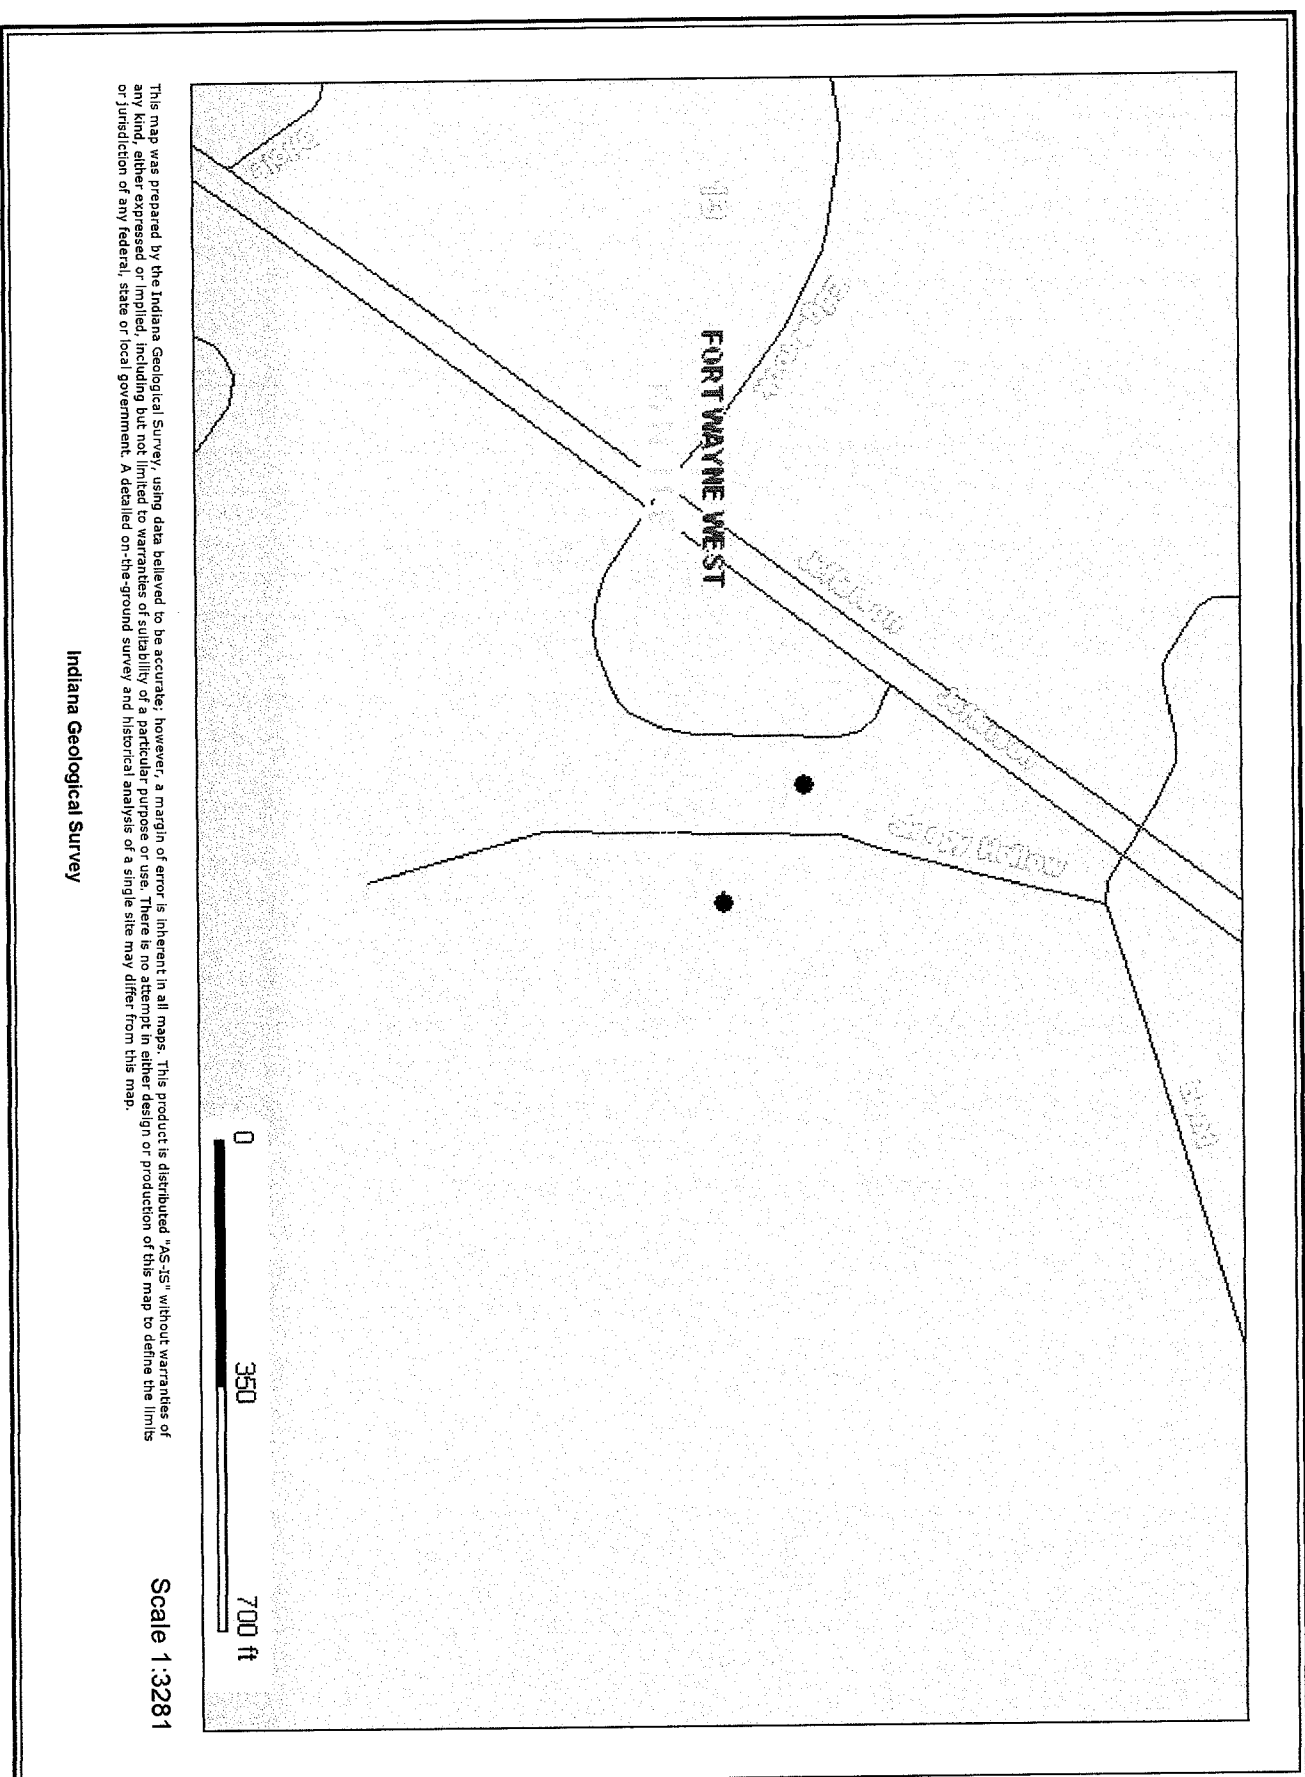 FORT WAYNE WEST
0 350 700 ft
Scale 1:3281
This map was prepared by the Indiana Geological Survey, using data believed to be accurate; however, a margin of error is inherent in all maps. This product is distributed "AS-IS" without warranties of
any kind, either expressed or implied, including but not limited to warranties of suitability of a particular purpose or use. There is no attempt in either design or production of this map to define the limits
or jurisdiction of any federal, state or local government. A detailed on-the-ground survey and historical analysis of a single site may differ from this map.
Indiana Geological Survey